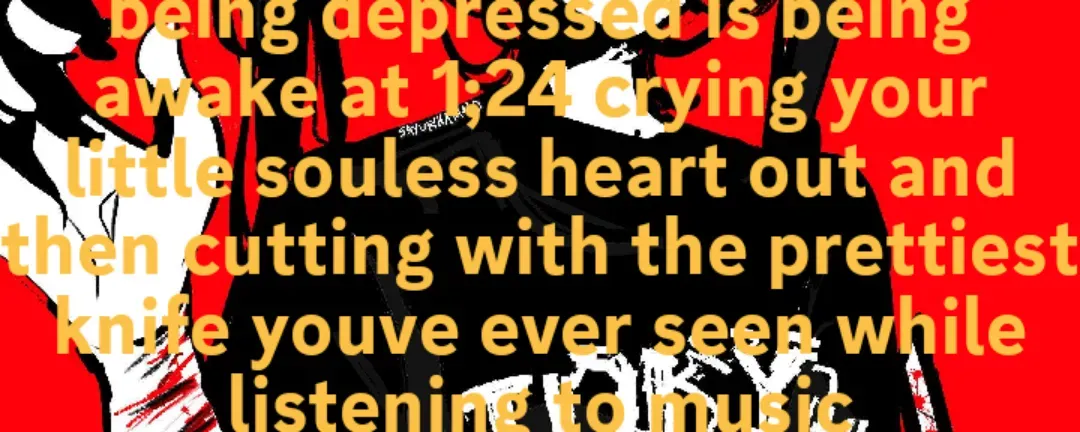 being depressed is being
awake at 1;24 crying your
little souless heart out and
then cutting with the prettiest
knife youve ever seen while
listening to music